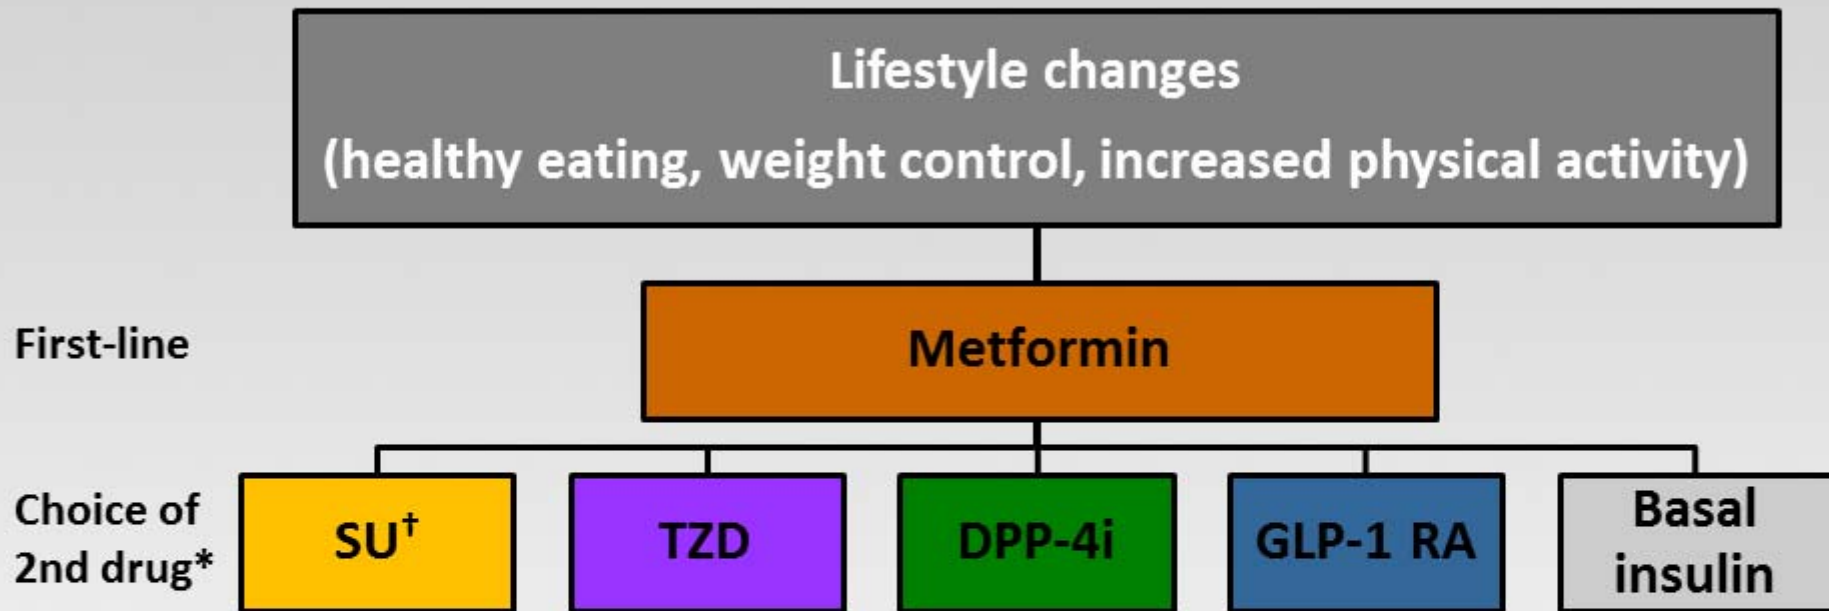 Lifestyle changes
(healthy eating, weight control, increased physical activity)
First-line
Metformin
Choice of
2nd drug*
SU†
TZD
DPP-4i
GLP-1 RA
Basal
insulin